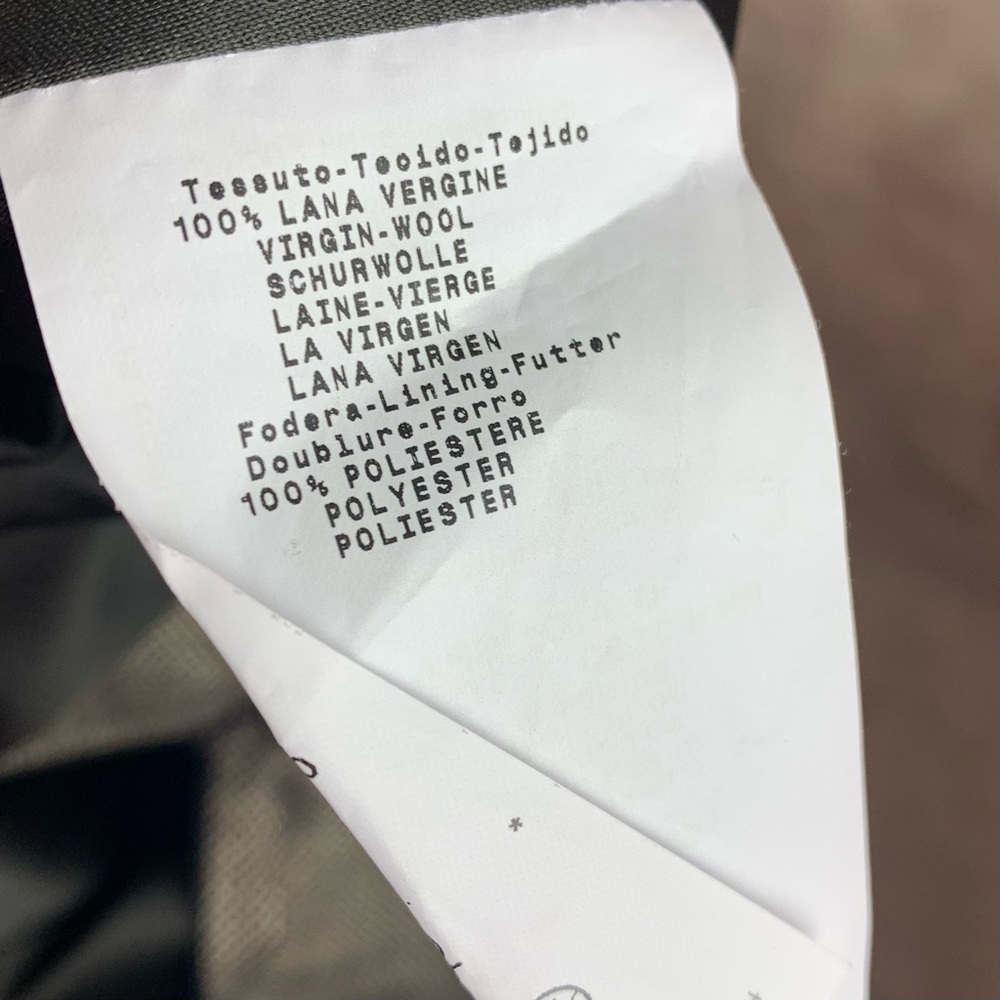 Tessuto-Tecido-Tejido
100% LANA VERGINE
VIRGIN-WOOL
SCHURWOLLE
LAINE-VIERGE
LA VIRGEN
LANA VIRGEN
Fodera-Lining-Futter
Doublure-Forro
100% POLIESTERE
POLYESTER
POLIESTER
*